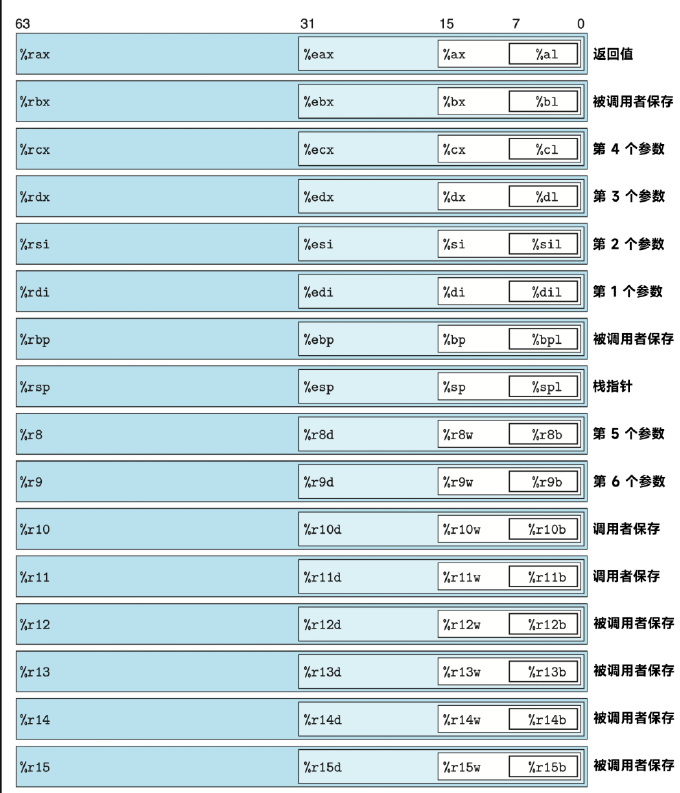 63 31 15 7 0
%rax %eax %ax %al 返回值
%rbx %ebx %bx %bl 被调用者保存
%rcx %ecx %cx %cl 第 4 个参数
%rdx %edx %dx %dl 第 3 个参数
%rsi %esi %si %sil 第 2 个参数
%rdi %edi %di %dil 第 1 个参数
%rbp %ebp %bp %bpl 被调用者保存
%rsp %esp %sp %spl 栈指针
%r8 %r8d %r8w %r8b 第 5 个参数
%r9 %r9d %r9w %r9b 第 6 个参数
%r10 %r10d %r10w %r10b 调用者保存
%r11 %r11d %r11w %r11b 调用者保存
%r12 %r12d %r12w %r12b 被调用者保存
%r13 %r13d %r13w %r13b 被调用者保存
%r14 %r14d %r14w %r14b 被调用者保存
%r15 %r15d %r15w %r15b 被调用者保存